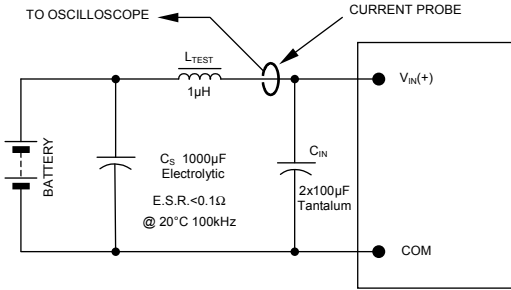 TO OSCILLOSCOPE
CURRENT PROBE
LTEST
1µH
VIN(+)
BATTERY
CS 1000µF
Electrolytic
E.S.R.<0.1Ω
@ 20°C 100kHz
CIN
2x100µF
Tantalum
COM